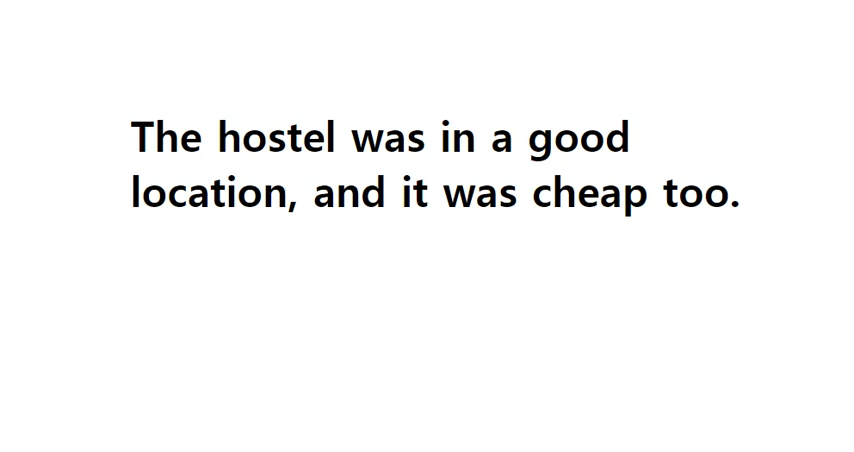 The hostel was in a good
location, and it was cheap too.